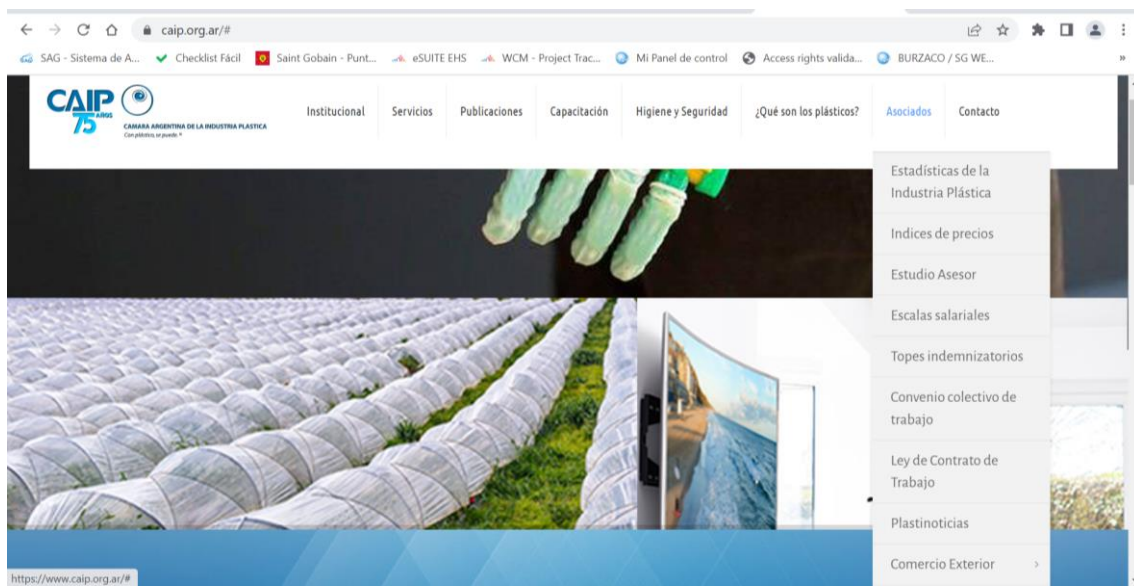 caip.org.ar/#
SAG - Sistema de A...
Checklist Fácil
Saint Gobain - Punt...
eSUITE EHS
WCM - Project Trac...
Mi Panel de control
Access rights valida...
BURZACO / SG WE...
»
CAIP
75 AÑOS
CAMARA ARGENTINA DE LA INDUSTRIA PLASTICA
Con plástico, se puede.®
Institucional
Servicios
Publicaciones
Capacitación
Higiene y Seguridad
¿Qué son los plásticos?
Asociados
Contacto
Estadísticas de la
Industria Plástica
Indices de precios
Estudio Asesor
Escalas salariales
Topes indemnizatorios
Convenio colectivo de
trabajo
Ley de Contrato de
Trabajo
Plastinoticias
Comercio Exterior
https://www.caip.org.ar/#